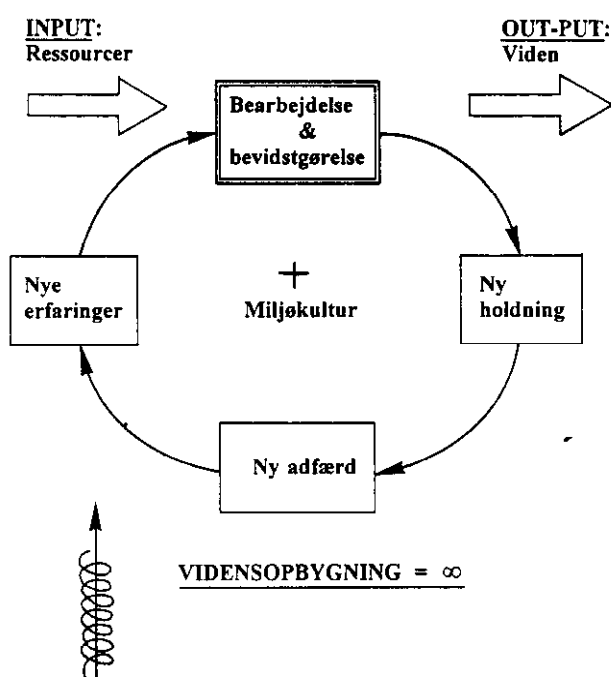 INPUT:
Ressourcer
OUT-PUT:
Viden
Bearbejdelse
&
bevidstgørelse
Nye
erfaringer
+
Miljøkultur
Ny
holdning
Ny adfærd
VIDENSOPBYGNING = ∞